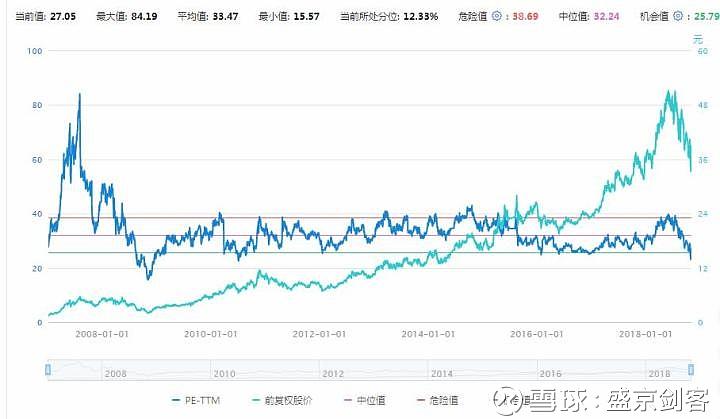 当前值: 27.05 最大值: 84.19 平均值: 33.47 最小值: 15.57 当前所处分位: 12.33% 危险值 : 38.69 中位值: 32.24 机会值 : 25.79
元
100 60
80 48
60 36
40 24
20 12
0 0
2008-01-01 2010-01-01 2012-01-01 2014-01-01 2016-01-01 2018-01-01
2008 2010 2012 2014 2016 2018
PE-TTM 前复权股价 中位值 危险值
雪球: 盛京剑客